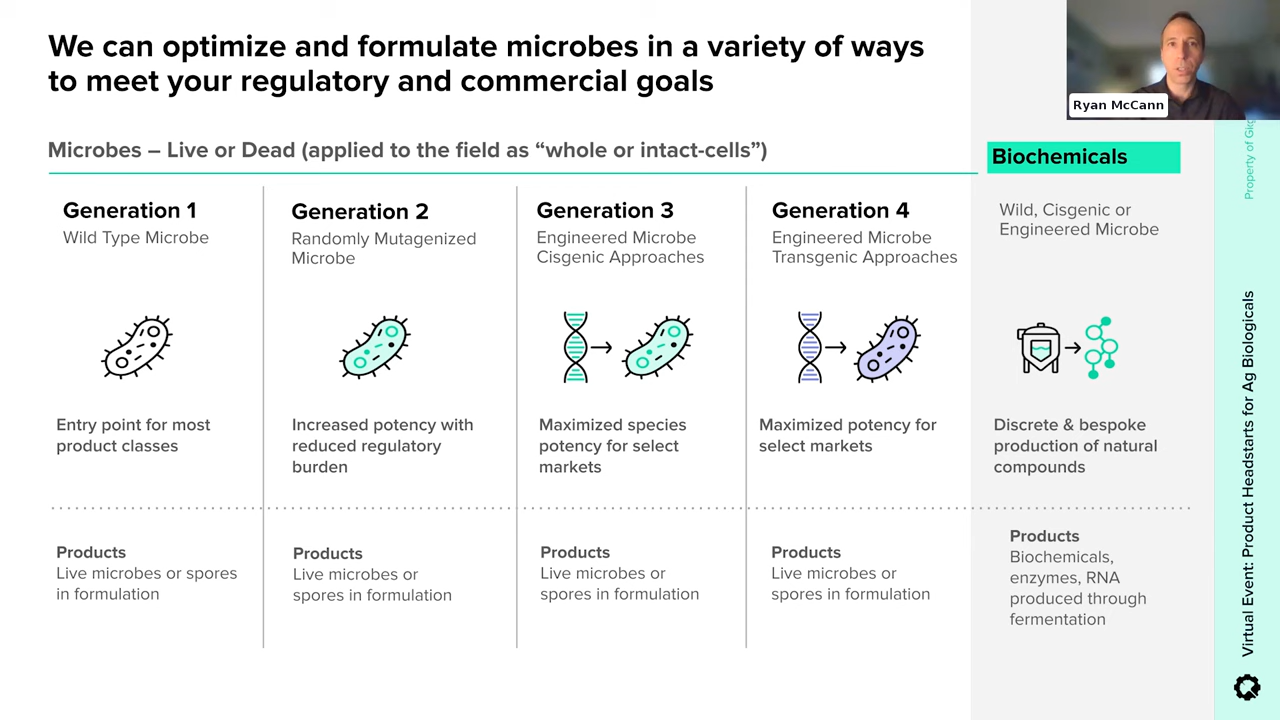 We can optimize and formulate microbes in a variety of ways
to meet your regulatory and commercial goals
Ryan McCann
Microbes – Live or Dead (applied to the field as “whole or intact-cells”)
Biochemicals
Generation 1
Wild Type Microbe
Generation 2
Randomly Mutagenized
Microbe
Generation 3
Engineered Microbe
Cisgenic Approaches
Generation 4
Engineered Microbe
Transgenic Approaches
Wild, Cisgenic or
Engineered Microbe
Entry point for most
product classes
Increased potency with
reduced regulatory
burden
Maximized species
potency for select
markets
Maximized potency for
select markets
Discrete & bespoke
production of natural
compounds
Products
Live microbes or spores
in formulation
Products
Live microbes or
spores in formulation
Products
Live microbes or
spores in formulation
Products
Live microbes or
spores in formulation
Products
Biochemicals,
enzymes, RNA
produced through
fermentation
Property of
Virtual Event: Product Headstarts for Ag Biologicals